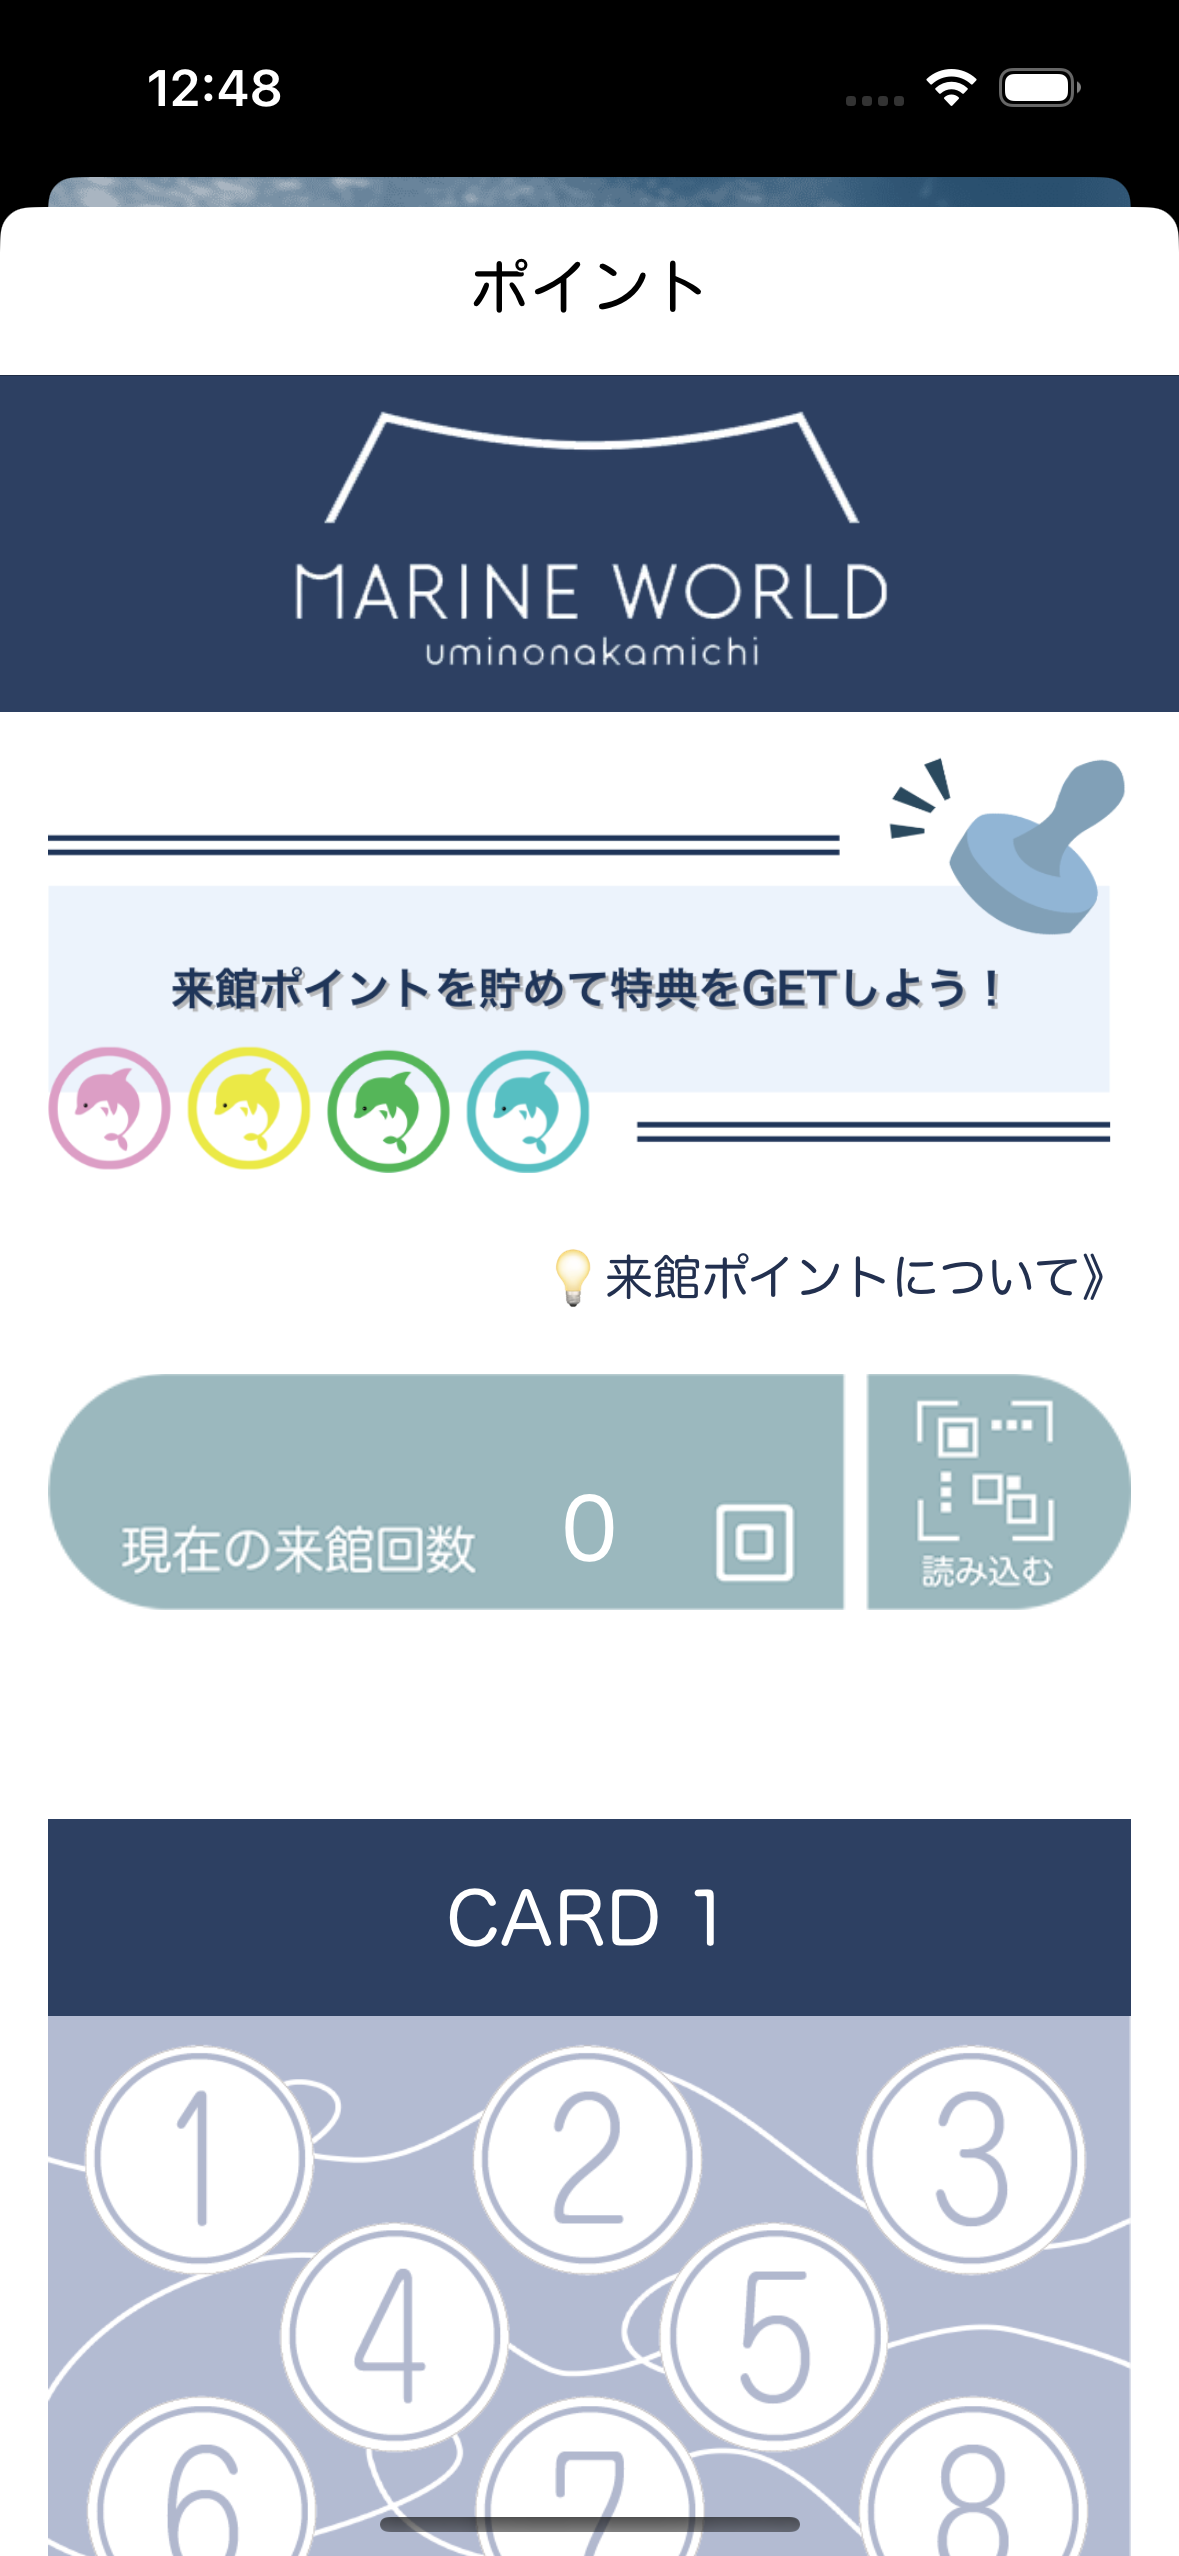 12:48
ポイント
MARINE WORLD
uminonakamichi
来館ポイントを貯めて特典をGETしよう！
💡来館ポイントについて》
現在の来館回数 0 回
読み込む
CARD 1
1 2 3
4 5
6 7 8